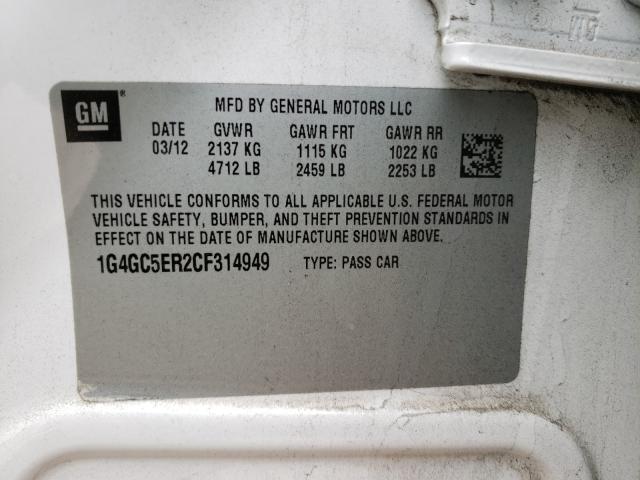 GM ®
MFD BY GENERAL MOTORS LLC
DATE GVWR GAWR FRT GAWR RR
03/12 2137 KG 1115 KG 1022 KG
4712 LB 2459 LB 2253 LB
THIS VEHICLE CONFORMS TO ALL APPLICABLE U.S. FEDERAL MOTOR
VEHICLE SAFETY, BUMPER, AND THEFT PREVENTION STANDARDS IN
EFFECT ON THE DATE OF MANUFACTURE SHOWN ABOVE.
1G4GC5ER2CF314949 TYPE: PASS CAR